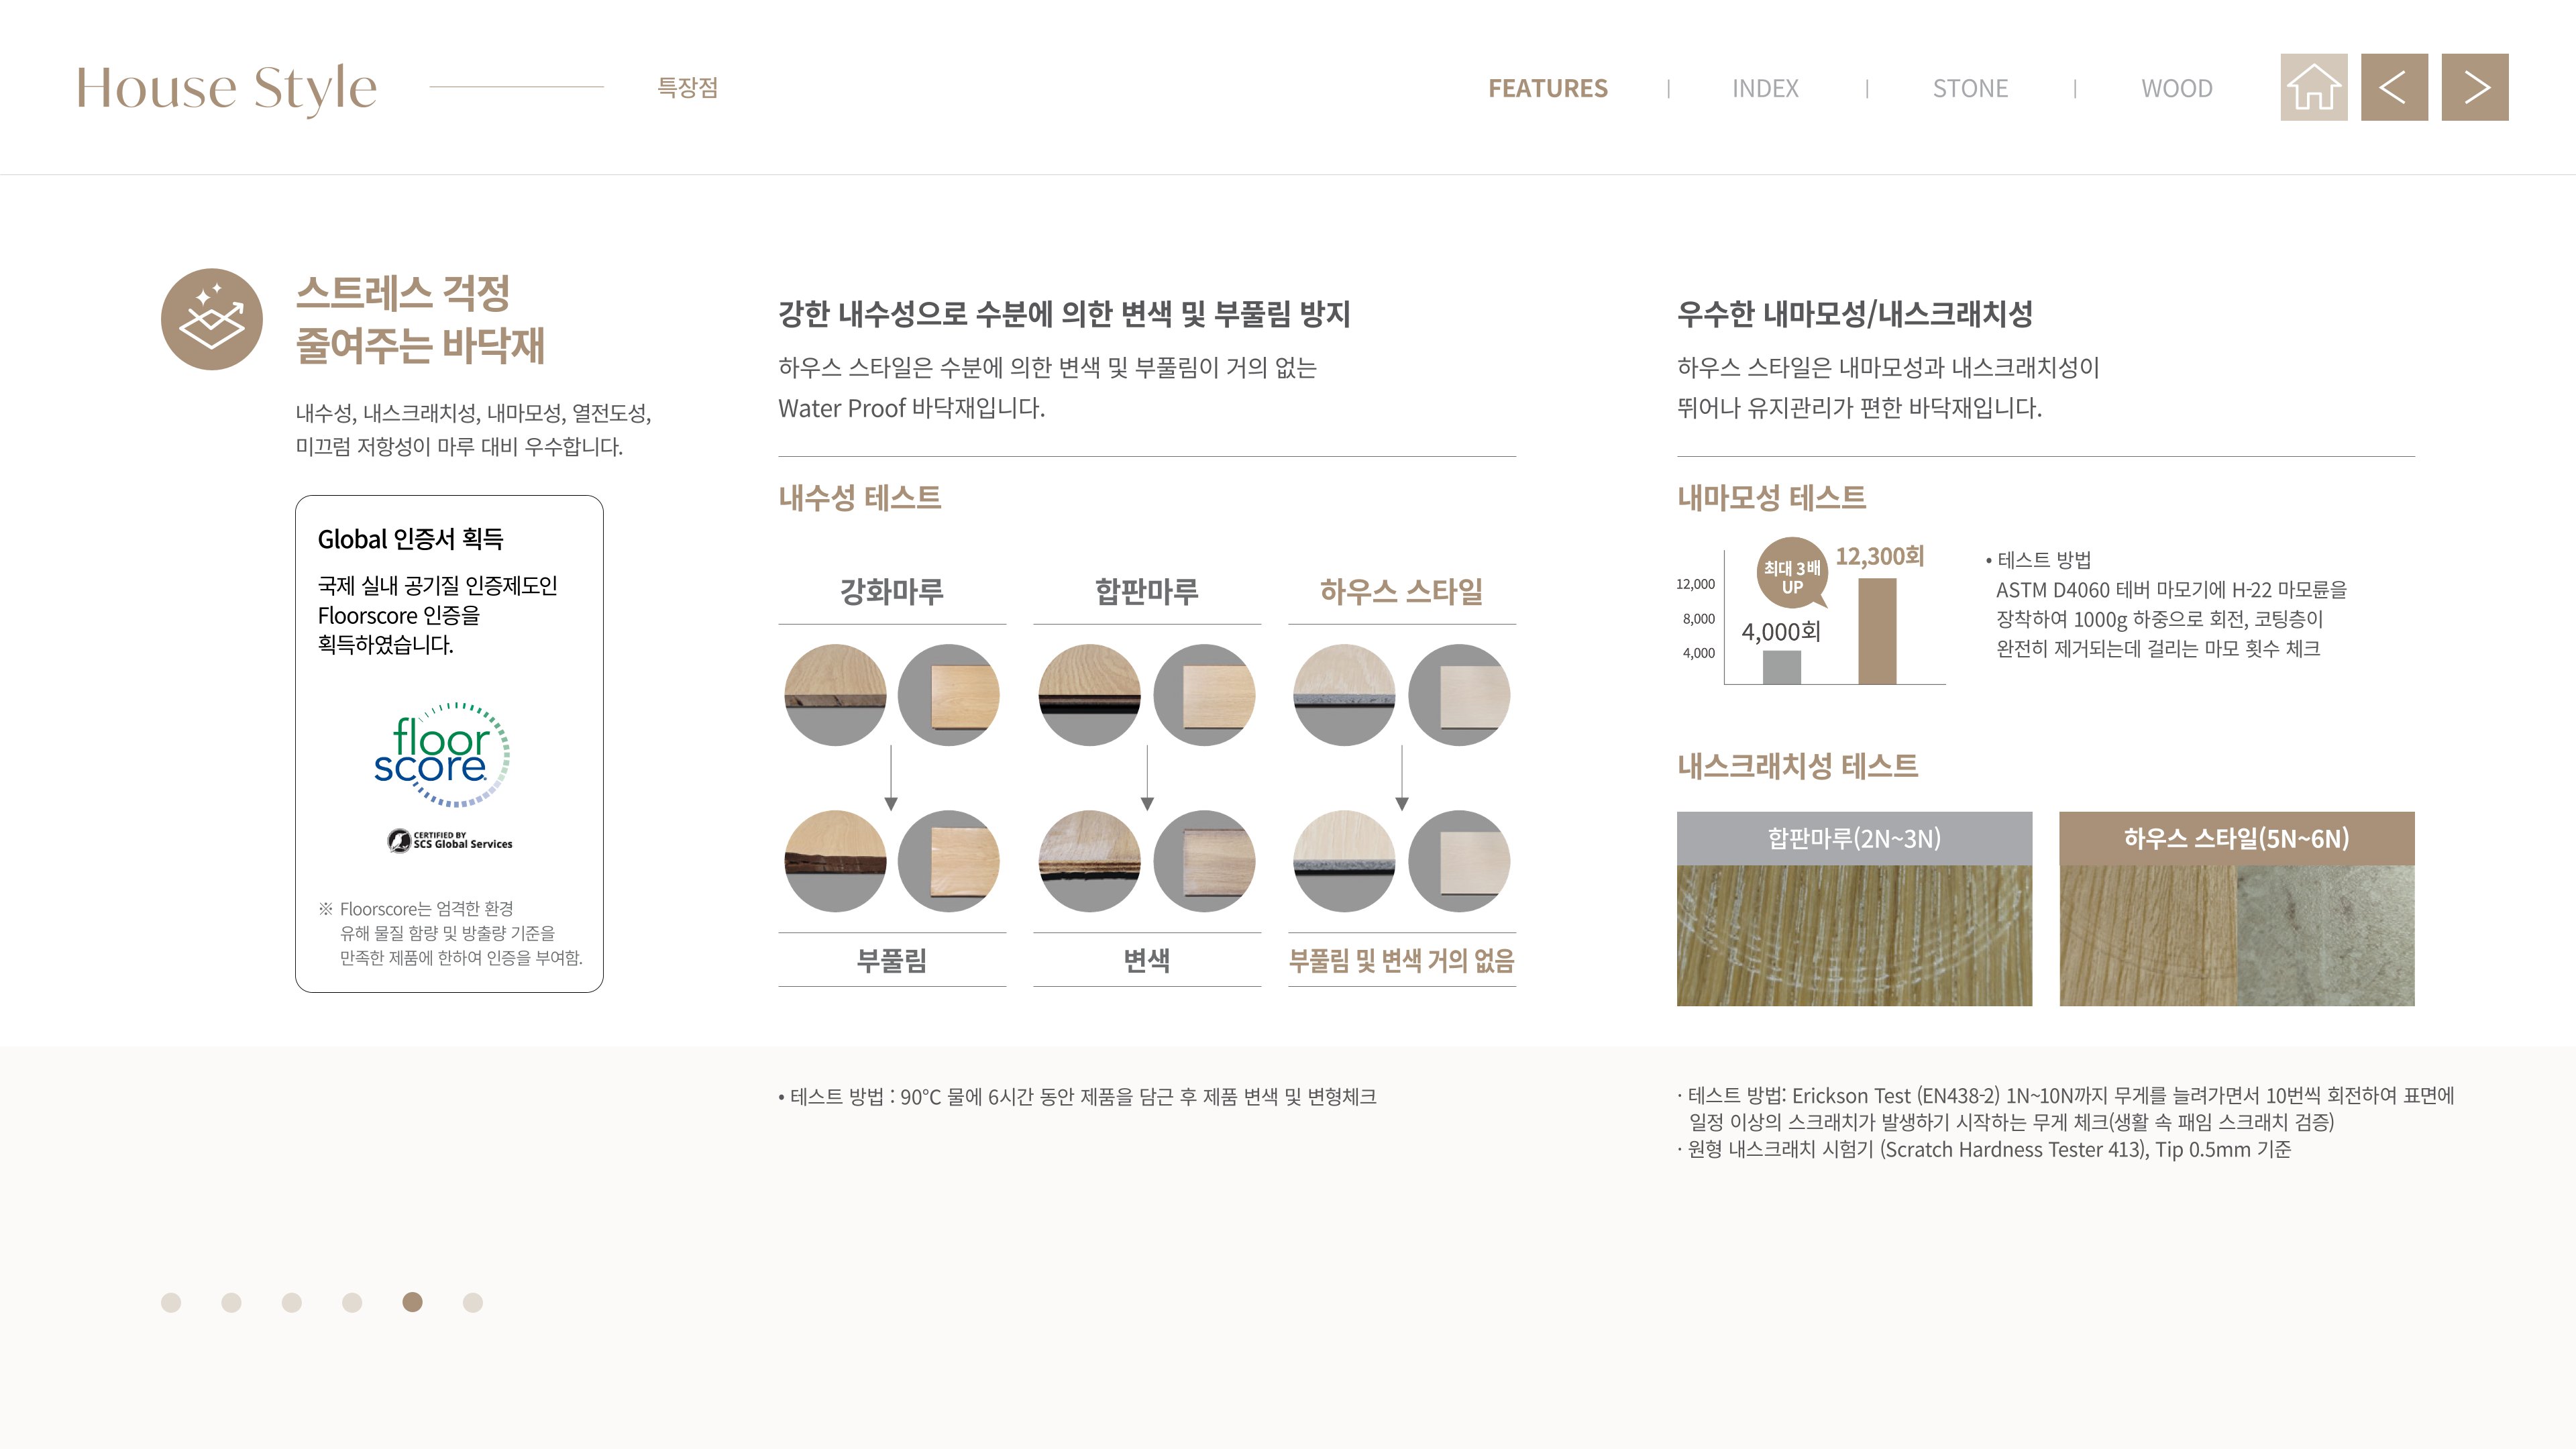 House Style
특장점
FEATURES | INDEX | STONE | WOOD
스트레스 걱정
줄여주는 바닥재
내수성, 내스크래치성, 내마모성, 열전도성,
미끄럼 저항성이 마루 대비 우수합니다.
Global 인증서 획득
국제 실내 공기질 인증제도인
Floorscore 인증을
획득하였습니다.
floor
score
CERTIFIED BY
SCS Global Services
※ Floorscore는 엄격한 환경
유해 물질 함량 및 방출량 기준을
만족한 제품에 한하여 인증을 부여함.
강한 내수성으로 수분에 의한 변색 및 부풀림 방지
하우스 스타일은 수분에 의한 변색 및 부풀림이 거의 없는
Water Proof 바닥재입니다.
내수성 테스트
강화마루
합판마루
하우스 스타일
부풀림
변색
부풀림 및 변색 거의 없음
• 테스트 방법 : 90°C 물에 6시간 동안 제품을 담근 후 제품 변색 및 변형체크
우수한 내마모성/내스크래치성
하우스 스타일은 내마모성과 내스크래치성이
뛰어나 유지관리가 편한 바닥재입니다.
내마모성 테스트
12,000
8,000
4,000
4,000회
최대 3배
UP
12,300회
• 테스트 방법
ASTM D4060 테버 마모기에 H-22 마모륜을
장착하여 1000g 하중으로 회전, 코팅층이
완전히 제거되는데 걸리는 마모 횟수 체크
내스크래치성 테스트
합판마루(2N~3N)
하우스 스타일(5N~6N)
· 테스트 방법: Erickson Test (EN438-2) 1N~10N까지 무게를 늘려가면서 10번씩 회전하여 표면에
일정 이상의 스크래치가 발생하기 시작하는 무게 체크(생활 속 패임 스크래치 검증)
· 원형 내스크래치 시험기 (Scratch Hardness Tester 413), Tip 0.5mm 기준